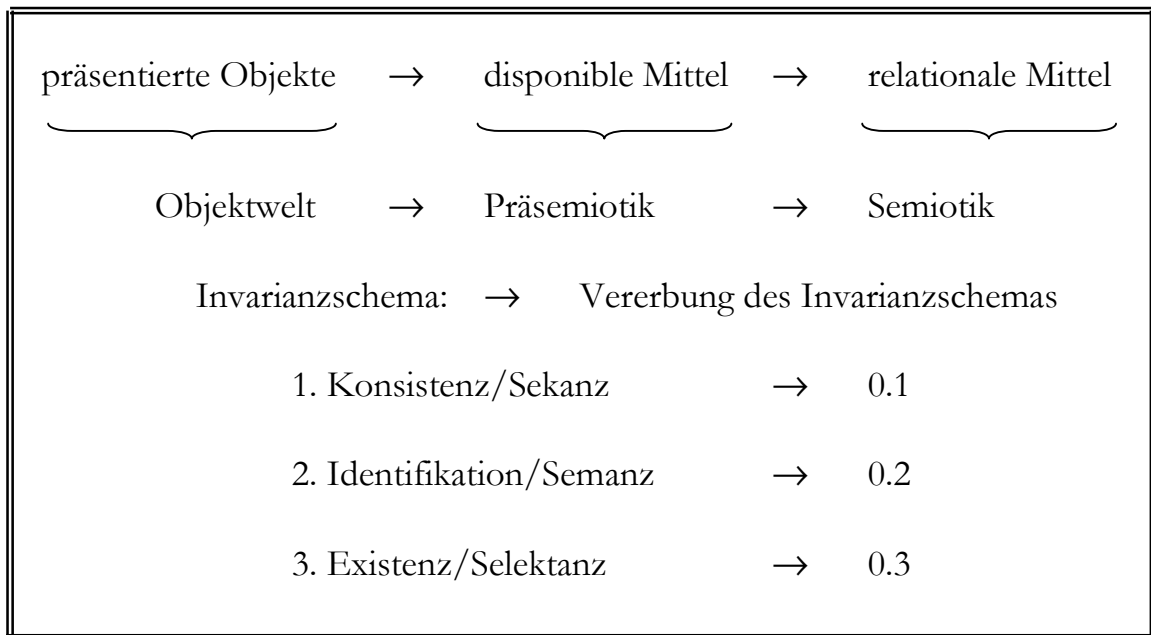 präsentierte Objekte → disponible Mittel → relationale Mittel
Objektwelt → Präsemiotik → Semiotik
Invarianzschema: → Vererbung des Invarianzschemas
1. Konsistenz/Sekanz → 0.1
2. Identifikation/Semanz → 0.2
3. Existenz/Selektanz → 0.3